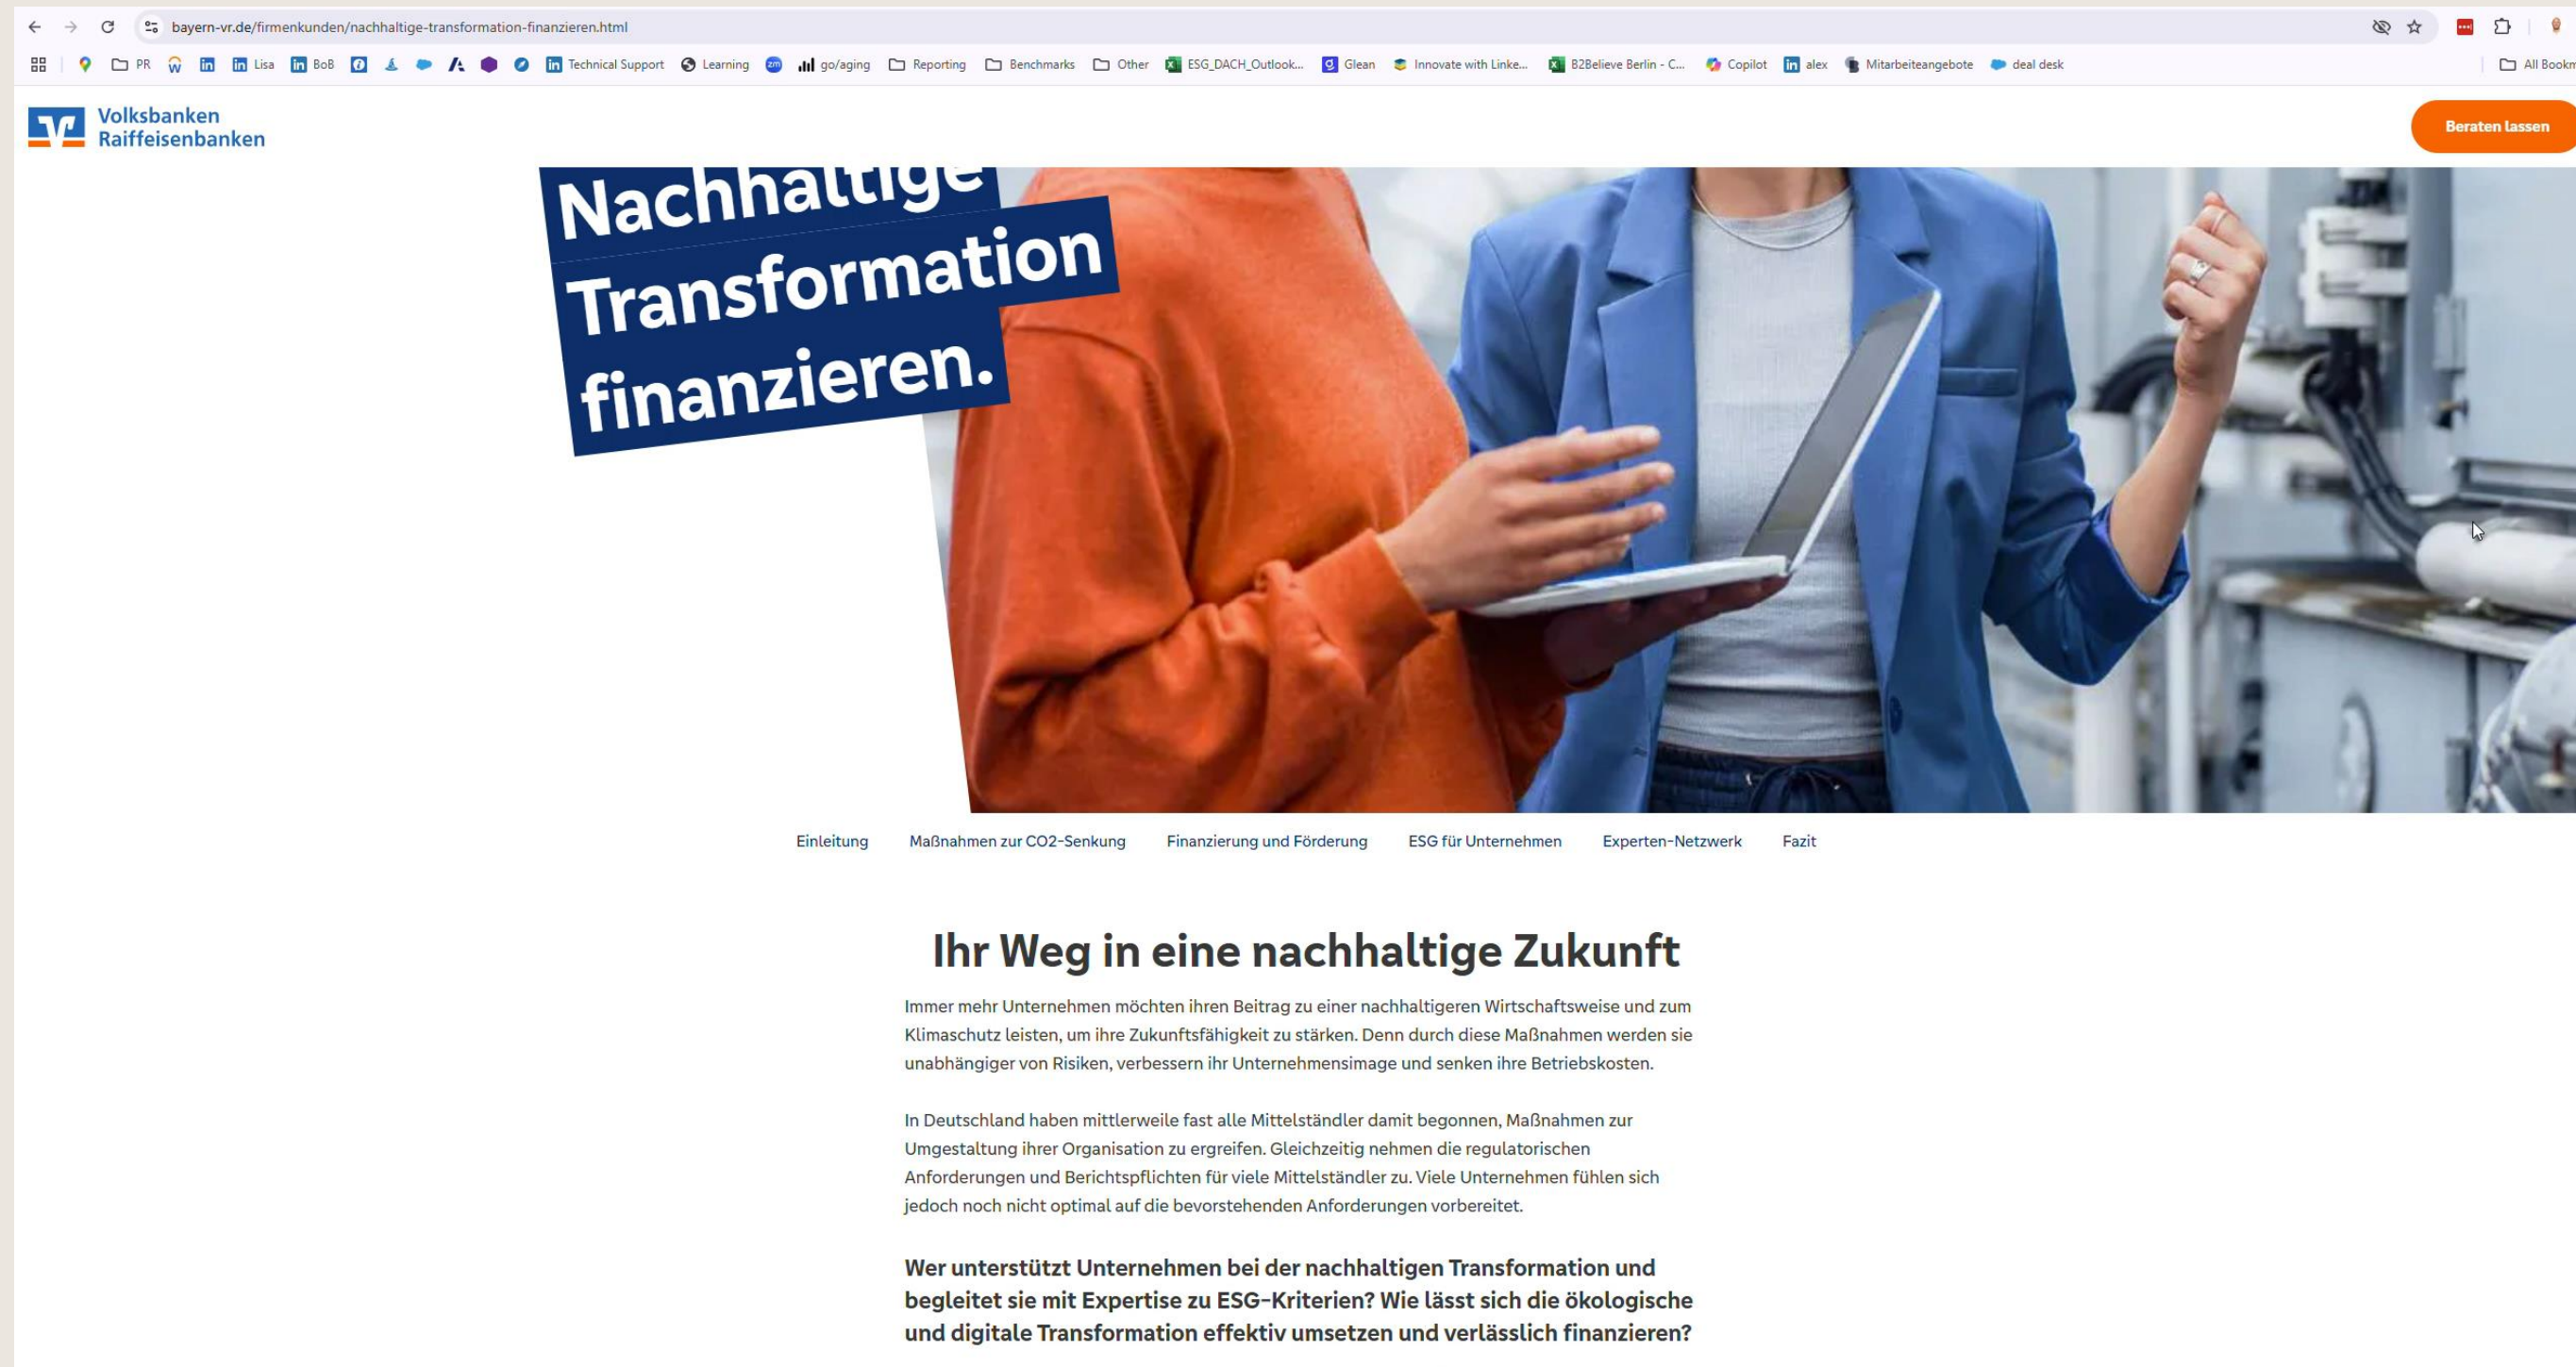 bayern-vr.de/firmenkunden/nachhaltige-transformation-finanzieren.html
PR Lisa BoB Technical Support Learning go/aging Reporting Benchmarks Other ESG_DACH_Outlook... Glean Innovate with Linke... B2Believe Berlin - C... Copilot alex Mitarbeiteangebote deal desk All Bookm
Volksbanken
Raiffeisenbanken
Beraten lassen
Nachhaltige
Transformation
finanzieren.
Einleitung Maßnahmen zur CO2-Senkung Finanzierung und Förderung ESG für Unternehmen Experten-Netzwerk Fazit
Ihr Weg in eine nachhaltige Zukunft
Immer mehr Unternehmen möchten ihren Beitrag zu einer nachhaltigeren Wirtschaftsweise und zum
Klimaschutz leisten, um ihre Zukunftsfähigkeit zu stärken. Denn durch diese Maßnahmen werden sie
unabhängiger von Risiken, verbessern ihr Unternehmensimage und senken ihre Betriebskosten.
In Deutschland haben mittlerweile fast alle Mittelständler damit begonnen, Maßnahmen zur
Umgestaltung ihrer Organisation zu ergreifen. Gleichzeitig nehmen die regulatorischen
Anforderungen und Berichtspflichten für viele Mittelständler zu. Viele Unternehmen fühlen sich
jedoch noch nicht optimal auf die bevorstehenden Anforderungen vorbereitet.
Wer unterstützt Unternehmen bei der nachhaltigen Transformation und
begleitet sie mit Expertise zu ESG-Kriterien? Wie lässt sich die ökologische
und digitale Transformation effektiv umsetzen und verlässlich finanzieren?